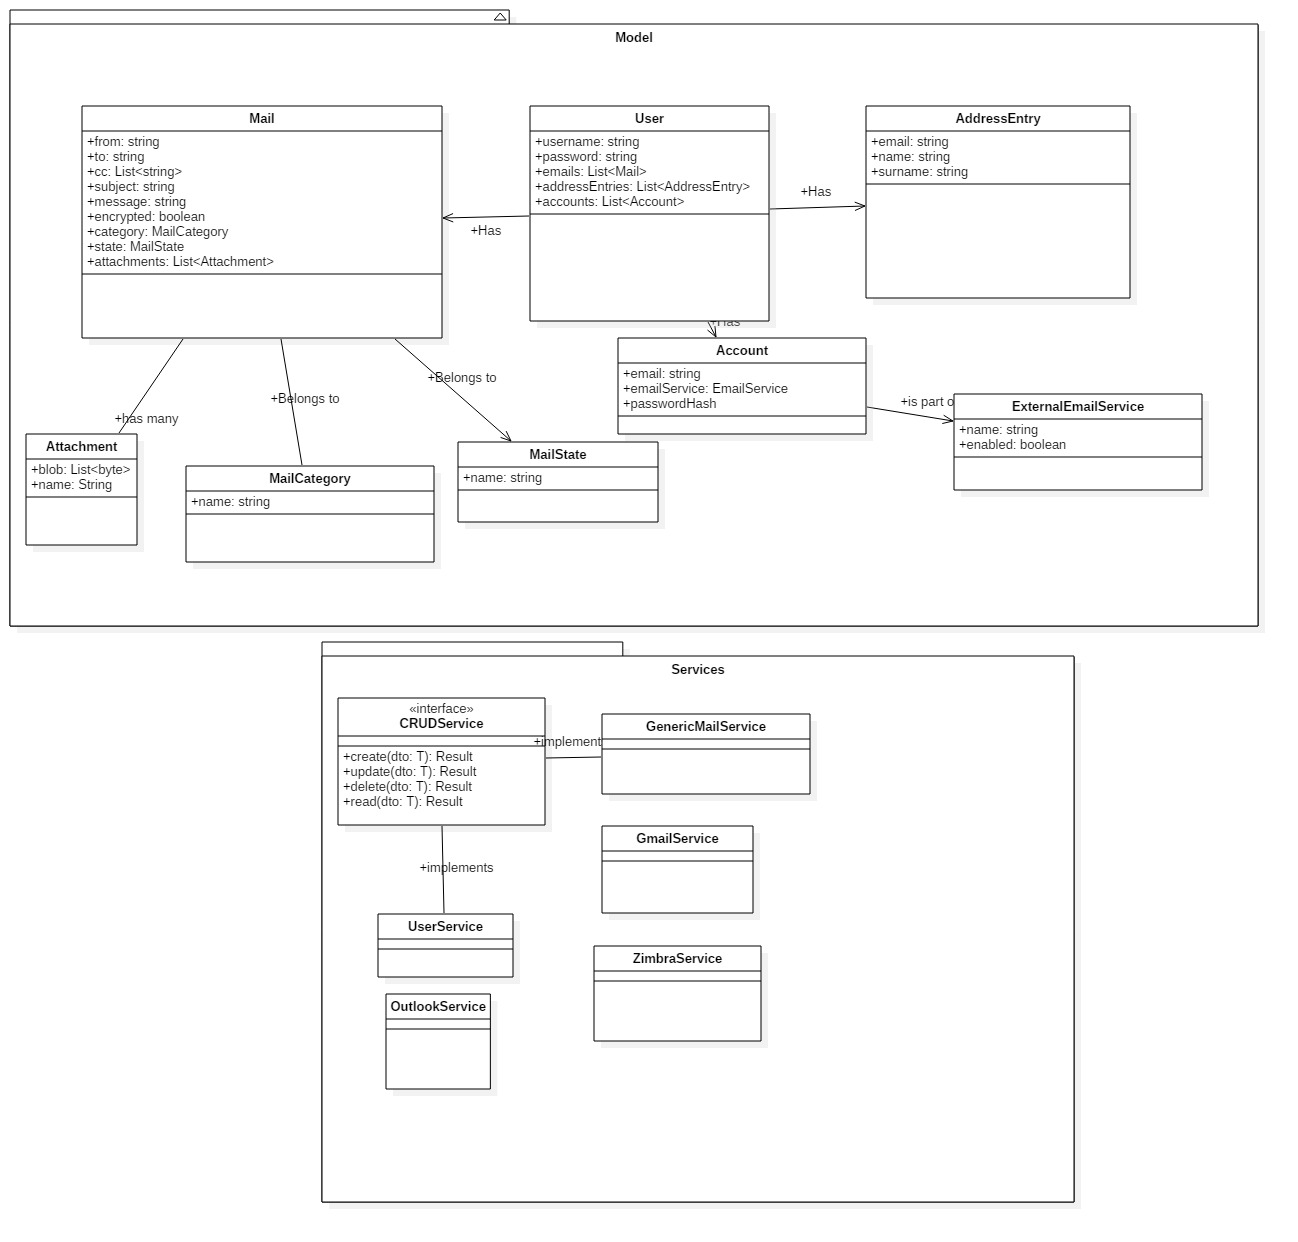 Model
Mail
+from: string
+to: string
+cc: List<string>
+subject: string
+message: string
+encrypted: boolean
+category: MailCategory
+state: MailState
+attachments: List<Attachment>
User
+username: string
+password: string
+emails: List<Mail>
+addressEntries: List<AddressEntry>
+accounts: List<Account>
AddressEntry
+email: string
+name: string
+surname: string
+Has
+Has
+Has
Account
+email: string
+emailService: EmailService
+passwordHash
+is part o
ExternalEmailService
+name: string
+enabled: boolean
+has many
+Belongs to
+Belongs to
Attachment
+blob: List<byte>
+name: String
MailCategory
+name: string
MailState
+name: string
Services
«interface»
CRUDService
+create(dto: T): Result
+update(dto: T): Result
+delete(dto: T): Result
+read(dto: T): Result
+implement
GenericMailService
GmailService
+implements
UserService
ZimbraService
OutlookService